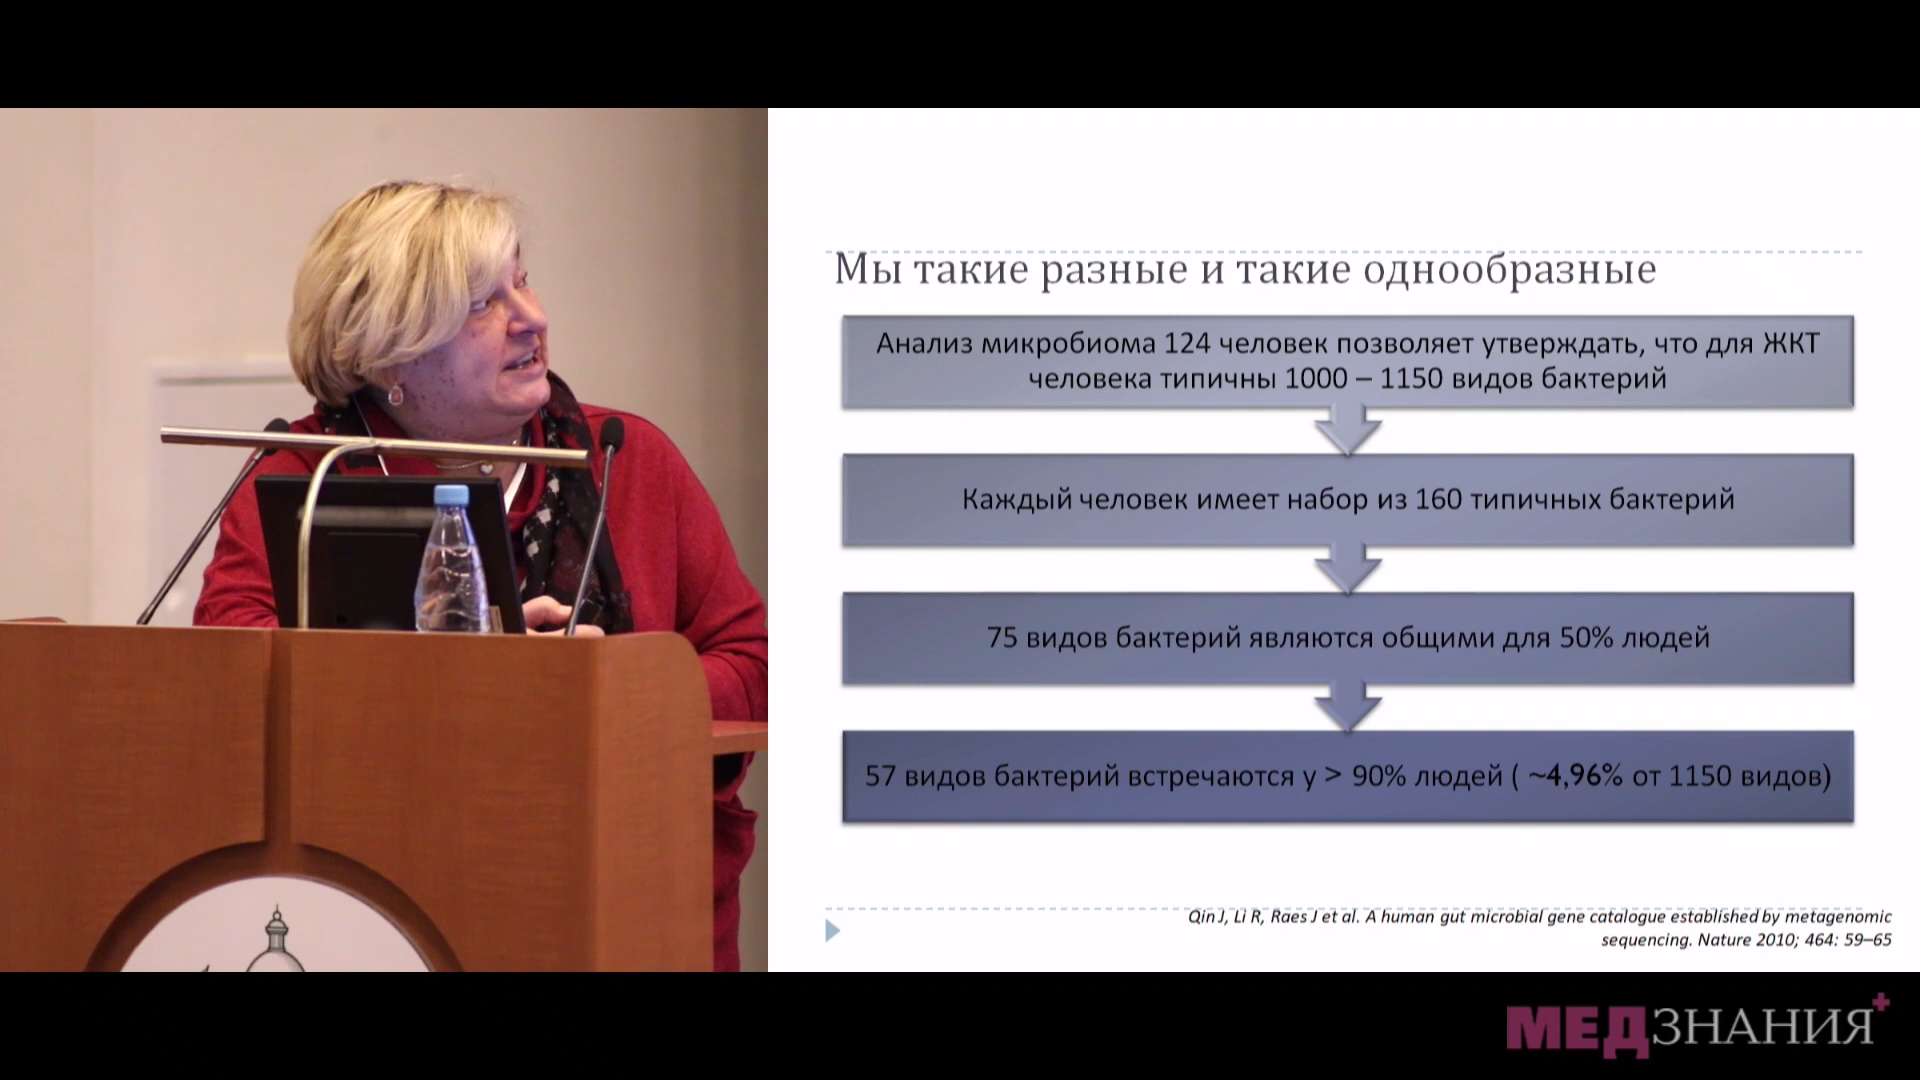 Мы такие разные и такие однообразные
Анализ микробиома 124 человек позволяет утверждать, что для ЖКТ
человека типичны 1000 – 1150 видов бактерий
Каждый человек имеет набор из 160 типичных бактерий
75 видов бактерий являются общими для 50% людей
57 видов бактерий встречаются у > 90% людей ( ~4,96% от 1150 видов)
Qin J, Li R, Raes J et al. A human gut microbial gene catalogue established by metagenomic
sequencing. Nature 2010; 464: 59–65
МЕДЗНАНИЯ+